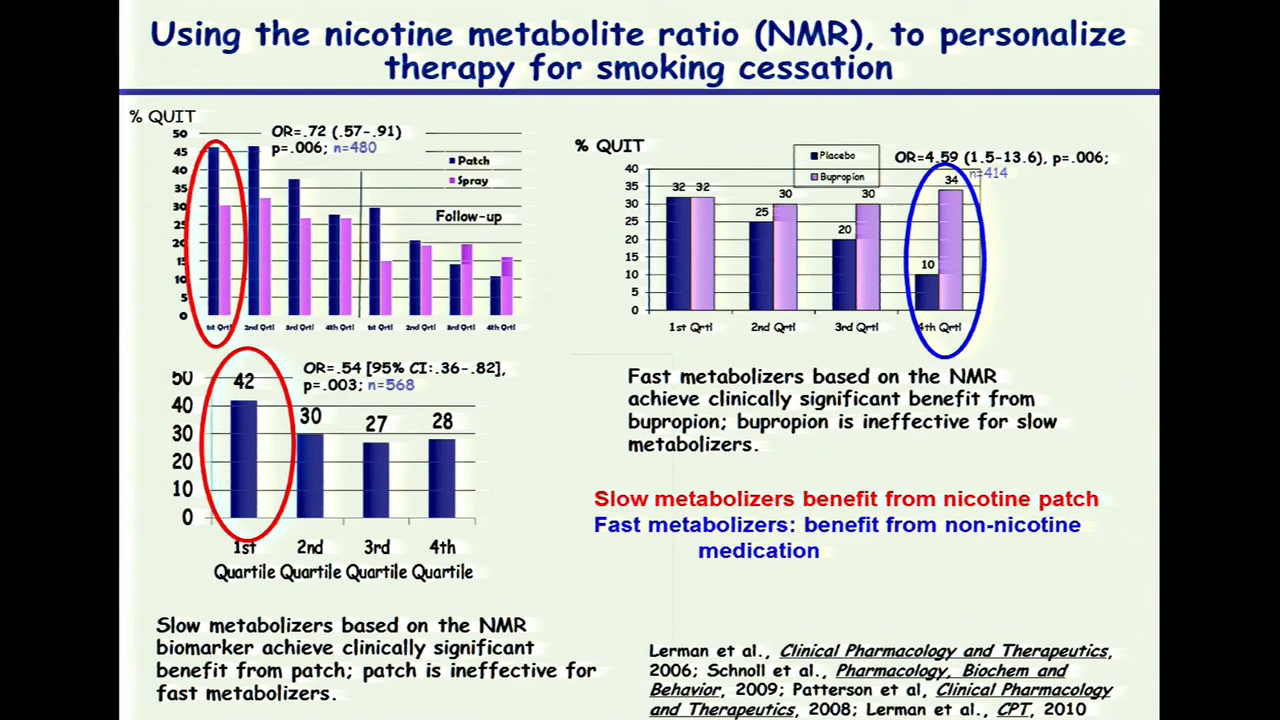 Using the nicotine metabolite ratio (NMR), to personalize
therapy for smoking cessation
% QUIT
OR=.72 (.57-.91)
p=.006; n=480
50
45
40
35
30
25
20
15
10
5
0
Patch
Spray
Follow-up
1st Qrtl 2nd Qrtl 3rd Qrtl 4th Qrtl 1st Qrtl 2nd Qrtl 3rd Qrtl 4th Qrtl
% QUIT
Placebo
Bupropion
OR=4.59 (1.5-13.6), p=.006;
n=414
40
35
30
25
20
15
10
5
0
32 32
25 30
20 30
10 34
1st Qrtl 2nd Qrtl 3rd Qrtl 4th Qrtl
OR=.54 [95% CI:.36-.82],
p=.003; n=568
50
40
30
20
10
0
42
30
27
28
1st 2nd 3rd 4th
Quartile Quartile Quartile Quartile
Fast metabolizers based on the NMR
achieve clinically significant benefit from
bupropion; bupropion is ineffective for slow
metabolizers.
Slow metabolizers benefit from nicotine patch
Fast metabolizers: benefit from non-nicotine
medication
Slow metabolizers based on the NMR
biomarker achieve clinically significant
benefit from patch; patch is ineffective for
fast metabolizers.
Lerman et al., Clinical Pharmacology and Therapeutics,
2006; Schnoll et al., Pharmacology, Biochem and
Behavior, 2009; Patterson et al, Clinical Pharmacology
and Therapeutics, 2008; Lerman et al., CPT, 2010